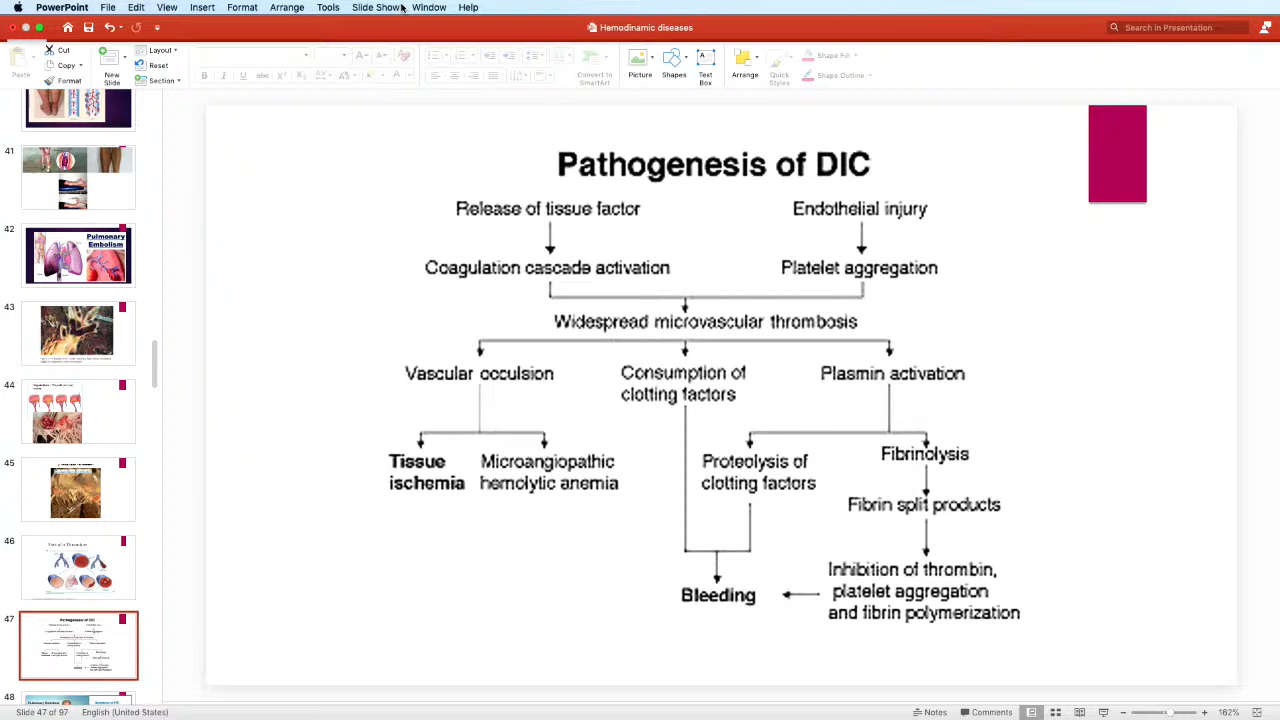 PowerPoint File Edit View Insert Format Arrange Tools Slide Show Window Help
Hemodinamic diseases
Search in Presentation
Paste
Cut
Copy
Format
New Slide
Layout
Reset
Section
Convert to SmartArt
Picture
Shapes
Text Box
Arrange
Quick Styles
Shape Fill
Shape Outline
41
42
Pulmonary
Embolism
43
44
45
46
47
Pathogenesis of DIC
48
Pathogenesis of DIC
Release of tissue factor Endothelial injury
Coagulation cascade activation Platelet aggregation
Widespread microvascular thrombosis
Vascular occulsion
Consumption of
clotting factors
Plasmin activation
Tissue
ischemia
Microangiopathic
hemolytic anemia
Proteolysis of
clotting factors
Fibrinolysis
Fibrin split products
Inhibition of thrombin,
platelet aggregation
and fibrin polymerization
Bleeding
Slide 47 of 97 English (United States) Notes Comments 162%